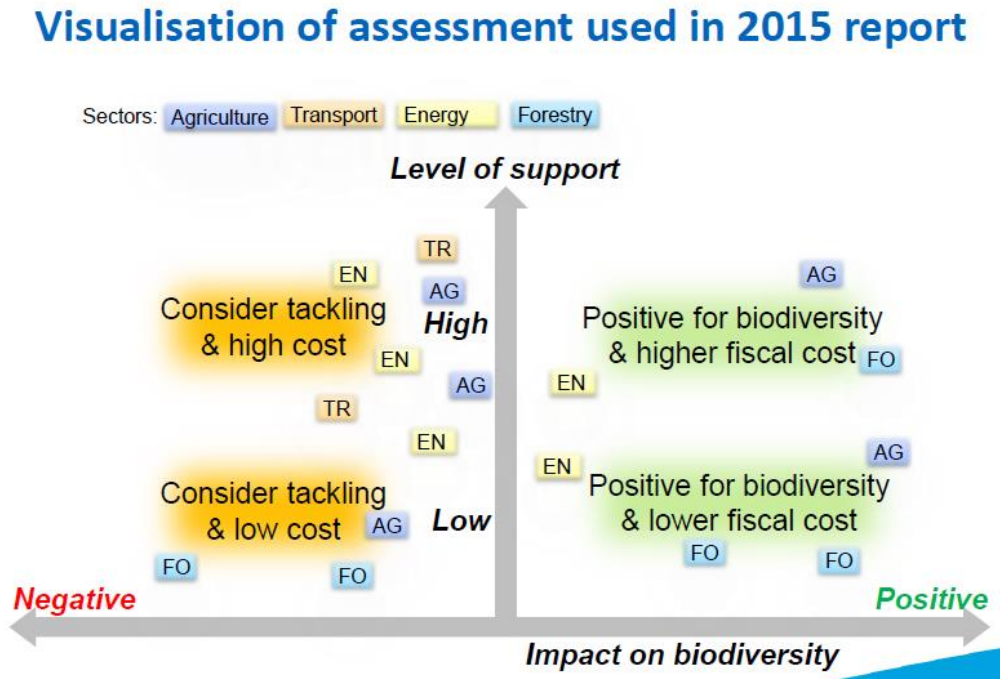 Visualisation of assessment used in 2015 report
Sectors: Agriculture Transport Energy Forestry
Level of support
TR
EN
AG
AG
Consider tackling
& high cost
High
Positive for biodiversity
& higher fiscal cost
EN
FO
AG
EN
TR
EN
AG
EN
Consider tackling
& low cost
AG
Low
Positive for biodiversity
& lower fiscal cost
FO
FO
FO
FO
Negative
Positive
Impact on biodiversity